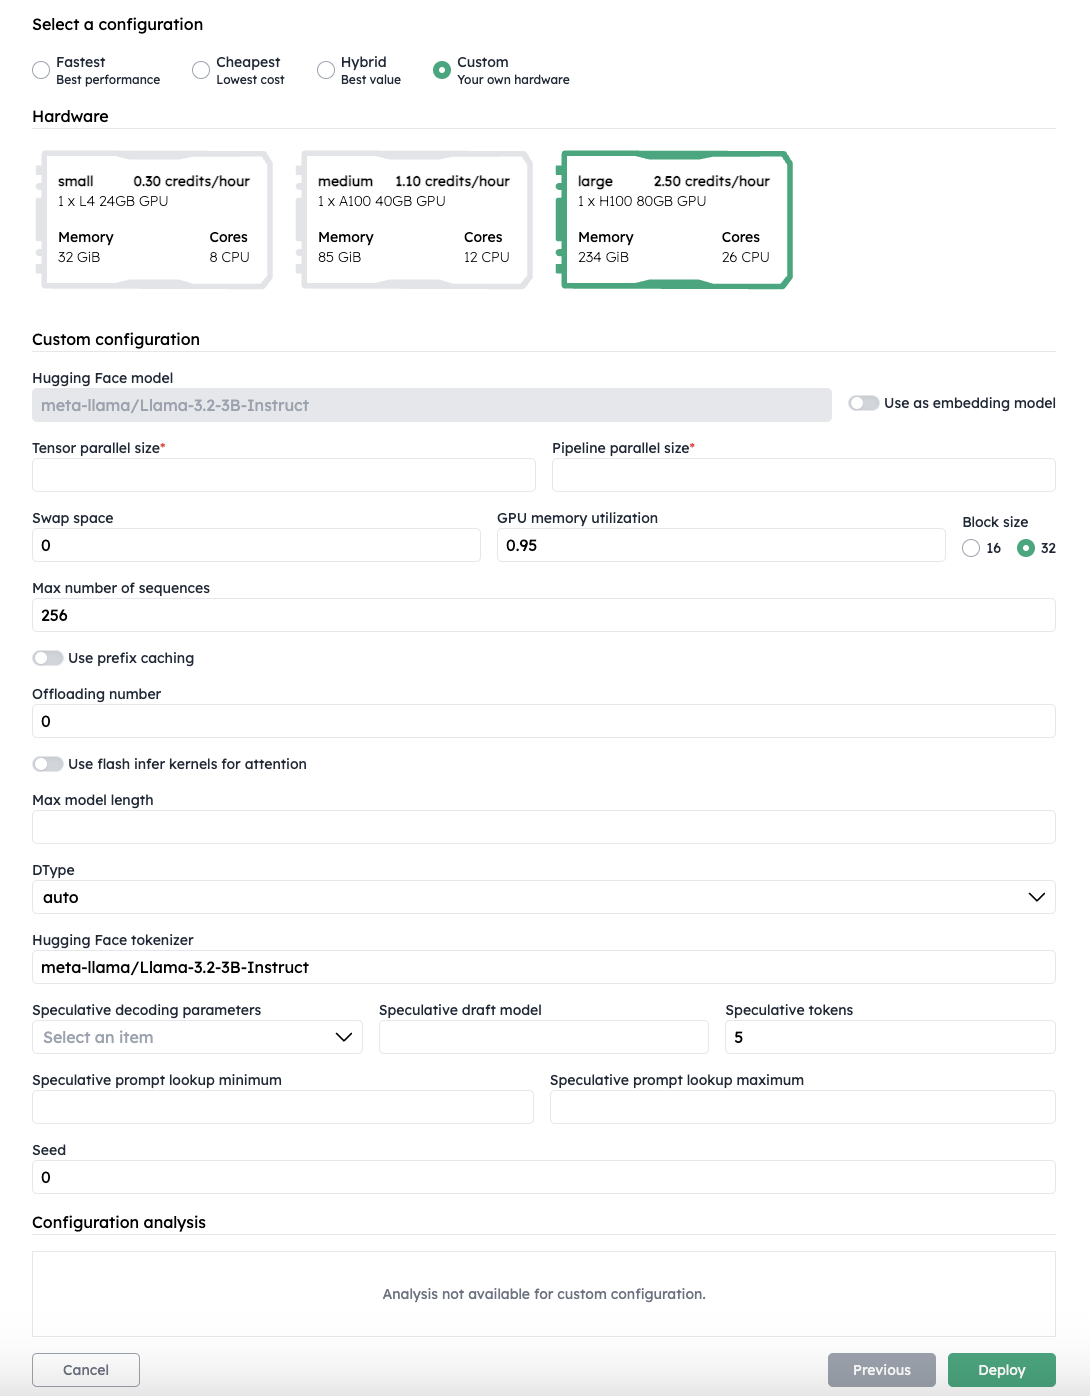 Select a configuration
Fastest
Best performance
Cheapest
Lowest cost
Hybrid
Best value
Custom
Your own hardware
Hardware
small 0.30 credits/hour
1 x L4 24GB GPU
Memory Cores
32 GiB 8 CPU
medium 1.10 credits/hour
1 x A100 40GB GPU
Memory Cores
85 GiB 12 CPU
large 2.50 credits/hour
1 x H100 80GB GPU
Memory Cores
234 GiB 26 CPU
Custom configuration
Hugging Face model
meta-llama/Llama-3.2-3B-Instruct
Use as embedding model
Tensor parallel size*
Pipeline parallel size*
Swap space
0
GPU memory utilization
0.95
Block size
16 32
Max number of sequences
256
Use prefix caching
Offloading number
0
Use flash infer kernels for attention
Max model length
DType
auto
Hugging Face tokenizer
meta-llama/Llama-3.2-3B-Instruct
Speculative decoding parameters
Select an item
Speculative draft model
Speculative tokens
5
Speculative prompt lookup minimum
Speculative prompt lookup maximum
Seed
0
Configuration analysis
Analysis not available for custom configuration.
Cancel
Previous
Deploy